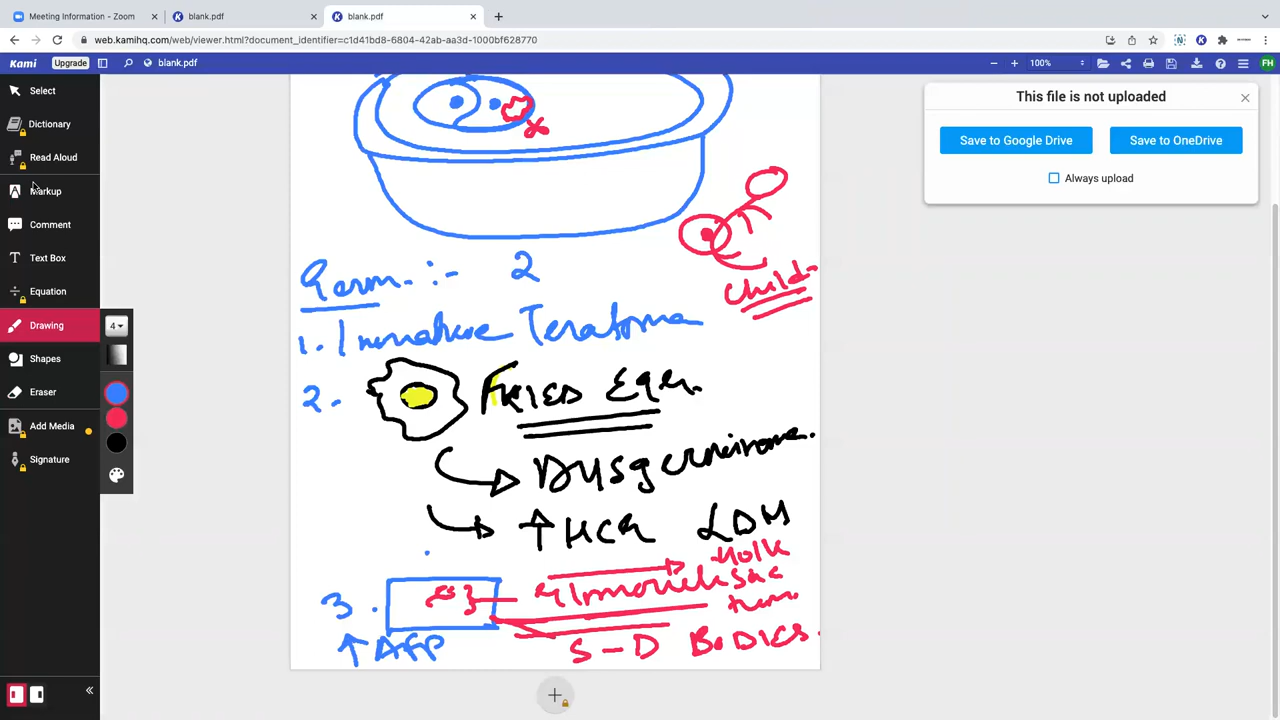 Meeting Information - Zoom
blank.pdf
blank.pdf
web.kamihq.com/web/viewer.html?document_identifier=c1d41bd8-6804-42ab-aa3d-1000bf628770
Kami
Upgrade
blank.pdf
100%
FH
Select
Dictionary
Read Aloud
Markup
Comment
Text Box
Equation
Drawing
4
Shapes
Eraser
Add Media
Signature
This file is not uploaded
Save to Google Drive
Save to OneDrive
Always upload
Child-
Germ. :- 2
1. Immature Teratoma
2. FRIED Egg.
Dysgerminoma.
↑ HCG LDH
Yolk
3. Sac
tumo.
↑ AFP
S-D BODIES.